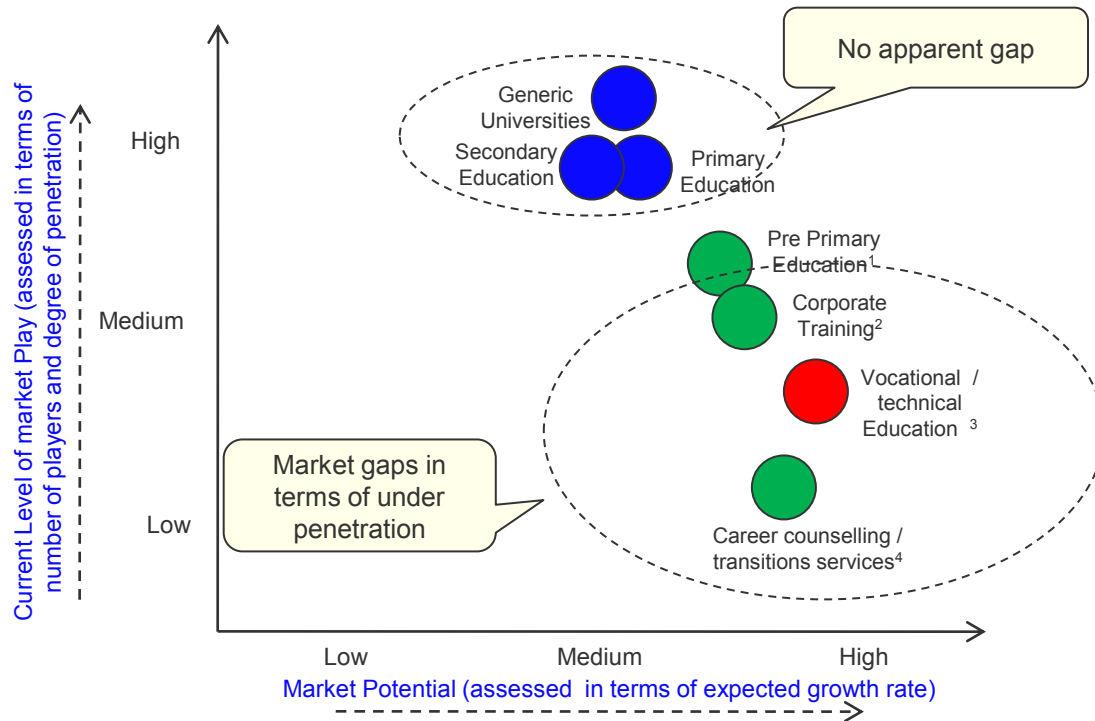 Current Level of market Play (assessed in terms of
number of players and degree of penetration)
No apparent gap
Generic
Universities
High
Secondary
Education
Primary
Education
Pre Primary
Education¹
Medium
Corporate
Training²
Vocational /
technical
Education ³
Market gaps in
terms of under
penetration
Low
Career counselling /
transitions services⁴
Low
Medium
High
Market Potential (assessed in terms of expected growth rate)